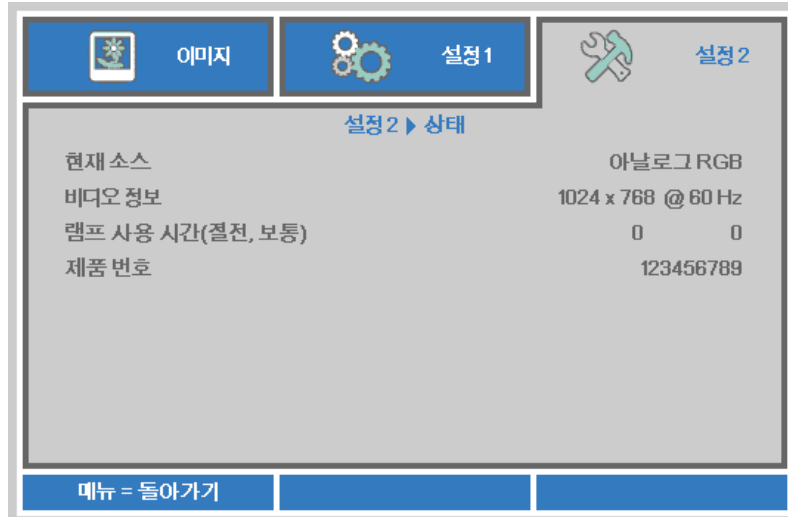 이미지 설정1 설정2
설정2 ▶ 상태
현재 소스 아날로그 RGB
비디오 정보 1024 x 768 @ 60 Hz
램프 사용 시간(절전, 보통) 0 0
제품 번호 123456789
메뉴 = 돌아가기